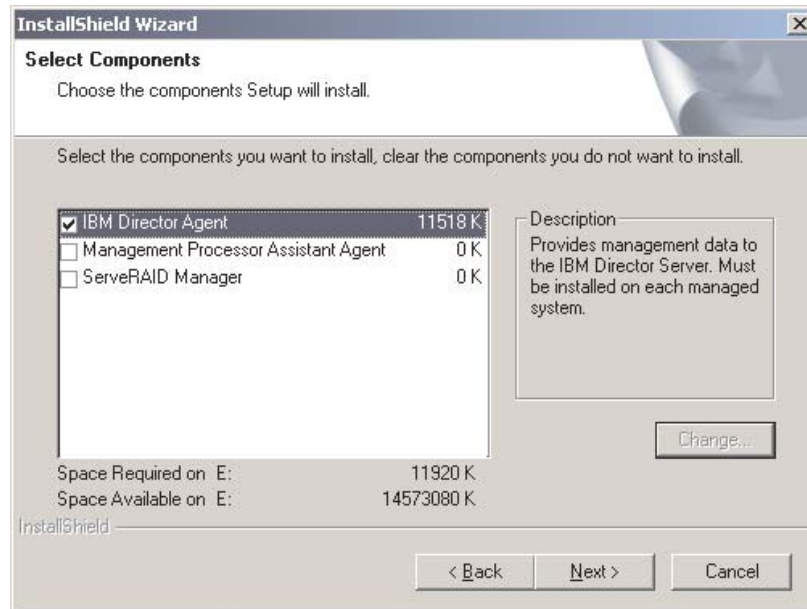 InstallShield Wizard
Select Components
Choose the components Setup will install.
Select the components you want to install, clear the components you do not want to install.
IBM Director Agent 11518 K
Management Processor Assistant Agent 0 K
ServeRAID Manager 0 K
Description
Provides management data to
the IBM Director Server. Must
be installed on each managed
system.
Change...
Space Required on E: 11920 K
Space Available on E: 14573080 K
InstallShield
< Back
Next >
Cancel